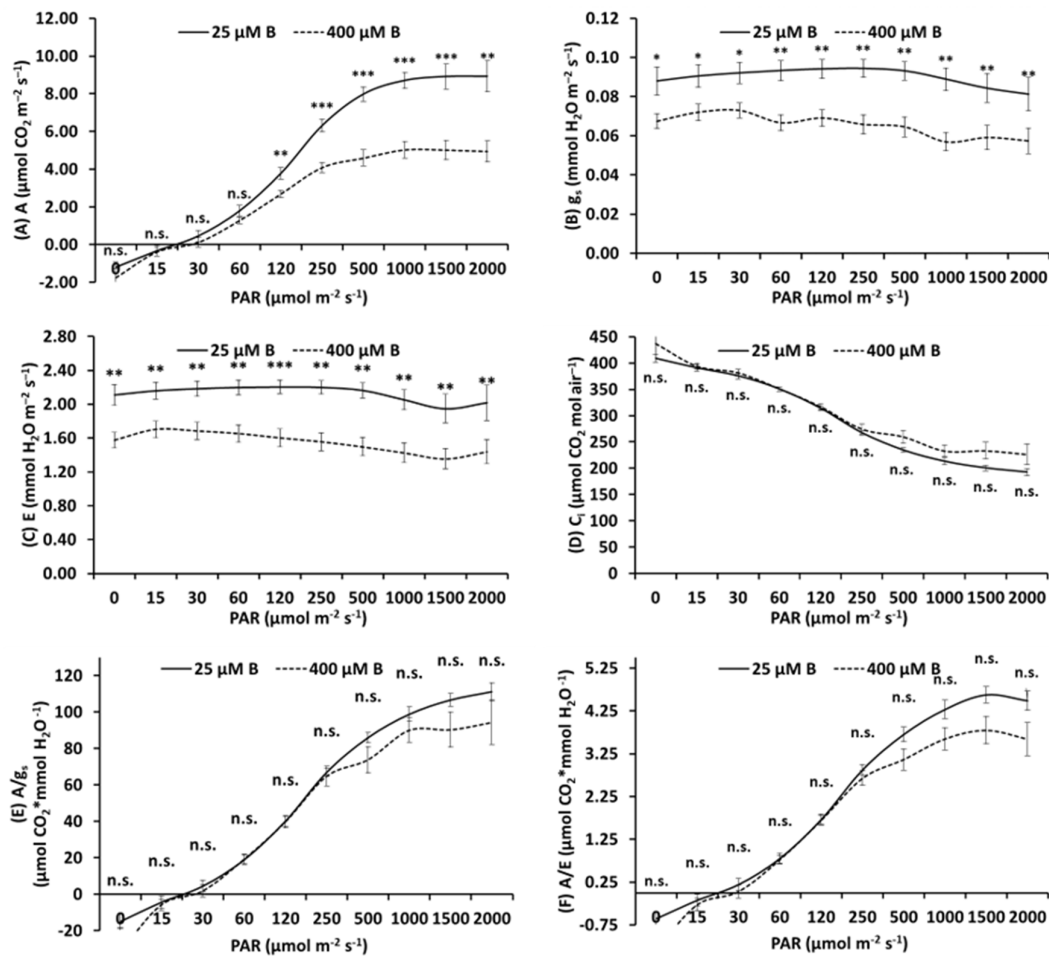 (A) A (µmol CO₂ m⁻² s⁻¹)
12.00
10.00
8.00
6.00
4.00
2.00
0.00
-2.00
25 µM B
400 µM B
n.s.
n.s.
n.s.
n.s.
**
***
***
***
***
**
0 15 30 60 120 250 500 1000 1500 2000
PAR (µmol m⁻² s⁻¹)
(B) gₛ (mmol H₂O m⁻² s⁻¹)
0.12
0.10
0.08
0.06
0.04
0.02
0.00
25 µM B
400 µM B
* * * ** ** ** ** ** ** **
0 15 30 60 120 250 500 1000 1500 2000
PAR (µmol m⁻² s⁻¹)
(C) E (mmol H₂O m⁻² s⁻¹)
2.80
2.40
2.00
1.60
1.20
0.80
0.40
0.00
25 µM B
400 µM B
** ** ** ** *** ** ** ** ** **
0 15 30 60 120 250 500 1000 1500 2000
PAR (µmol m⁻² s⁻¹)
(D) Cᵢ (µmol CO₂ mol air⁻¹)
450
400
350
300
250
200
150
100
50
0
25 µM B
400 µM B
n.s.
n.s.
n.s.
n.s.
n.s.
n.s.
n.s.
n.s.
n.s.
n.s.
0 15 30 60 120 250 500 1000 1500 2000
PAR (µmol m⁻² s⁻¹)
(E) A/gₛ
(µmol CO₂*mmol H₂O⁻¹)
120
100
80
60
40
20
0
-20
25 µM B
400 µM B
n.s.
n.s.
n.s.
n.s.
n.s.
n.s.
n.s.
n.s.
n.s.
n.s.
0 15 30 60 120 250 500 1000 1500 2000
PAR (µmol m⁻² s⁻¹)
(F) A/E (µmol CO₂*mmol H₂O⁻¹)
5.25
4.25
3.25
2.25
1.25
0.25
-0.75
25 µM B
400 µM B
n.s.
n.s.
n.s.
n.s.
n.s.
n.s.
n.s.
n.s.
n.s.
n.s.
0 15 30 60 120 250 500 1000 1500 2000
PAR (µmol m⁻² s⁻¹)